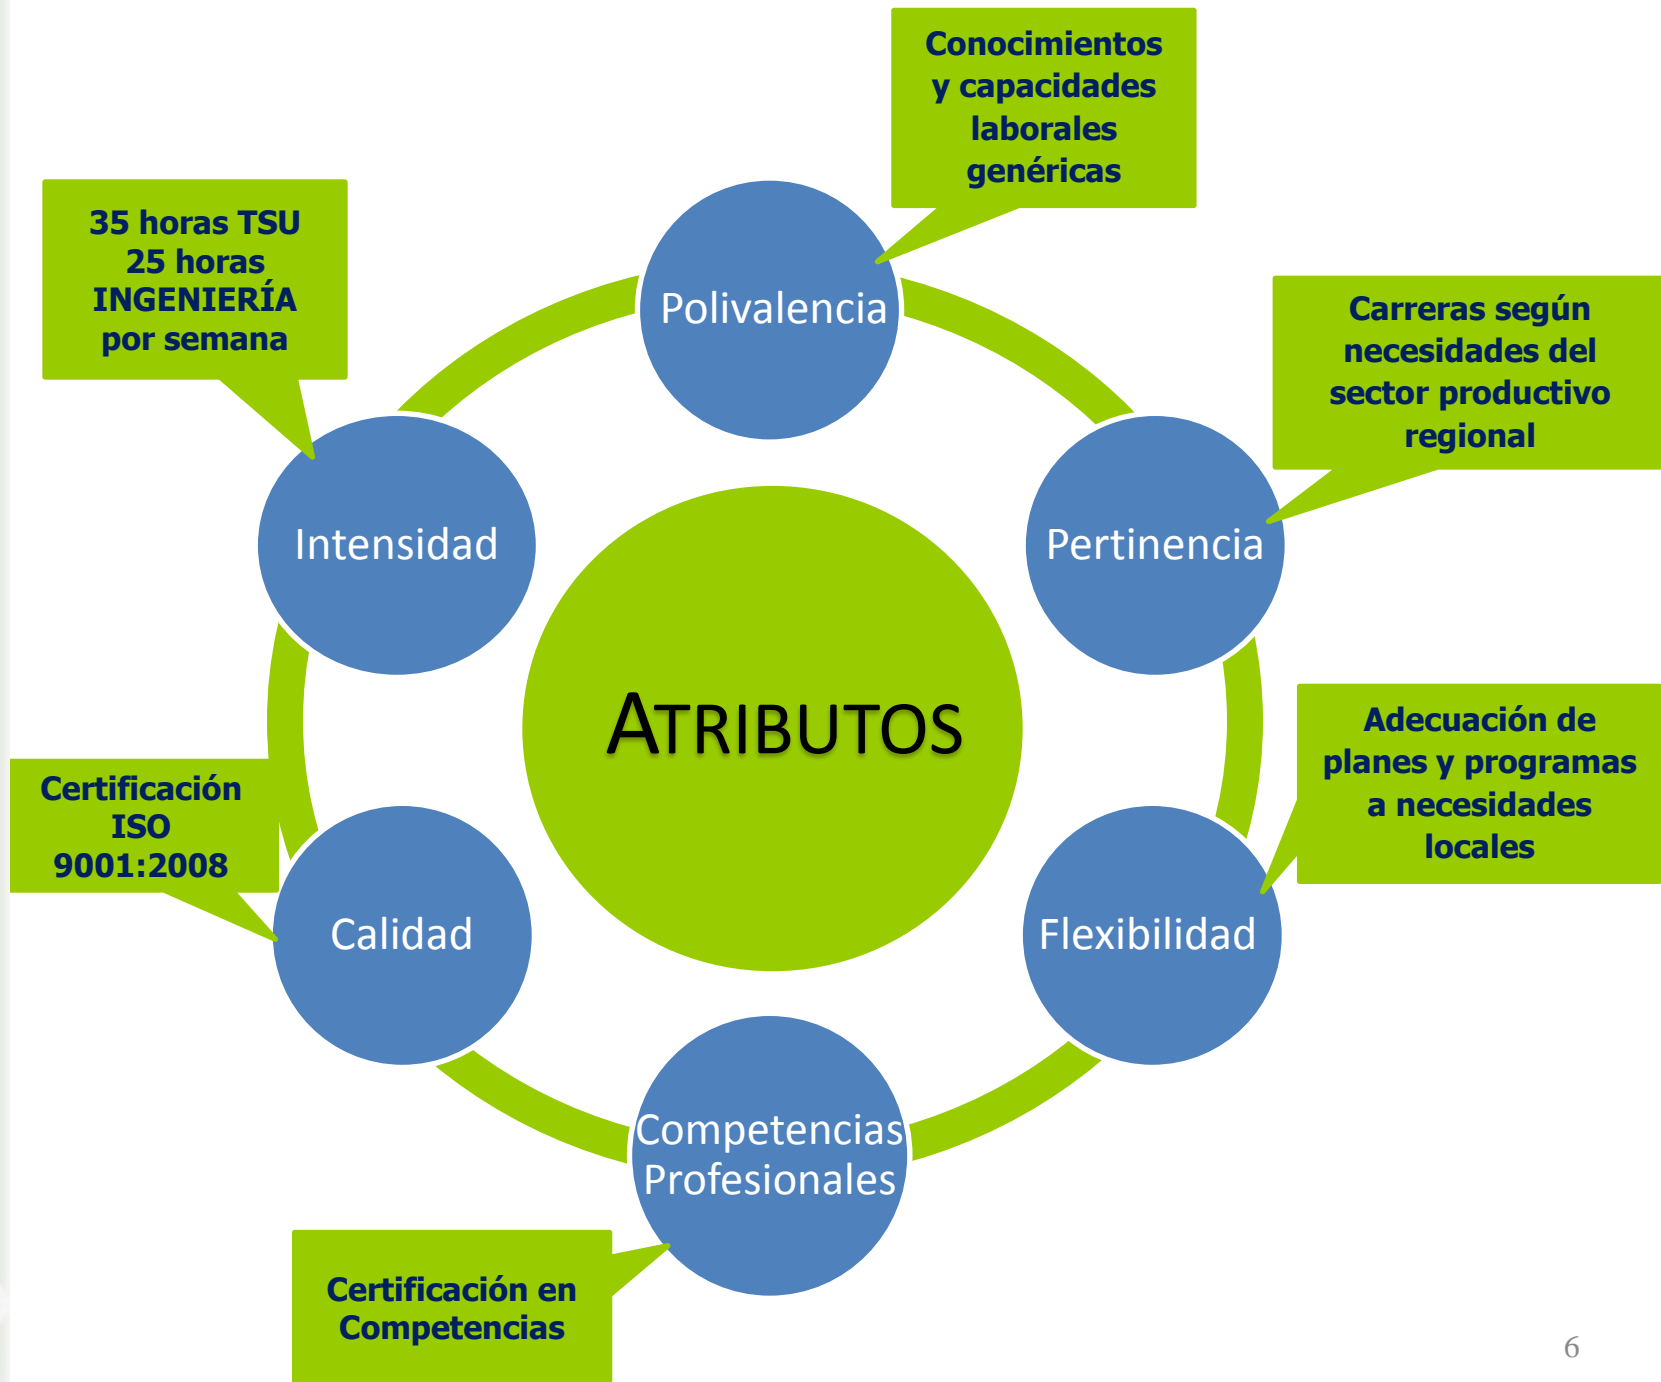 Conocimientos
y capacidades
laborales
genéricas
35 horas TSU
25 horas
INGENIERÍA
por semana
Polivalencia
Carreras según
necesidades del
sector productivo
regional
Intensidad
Pertinencia
ATRIBUTOS
Adecuación de
planes y programas
a necesidades
locales
Certificación
ISO
9001:2008
Calidad
Flexibilidad
Competencias
Profesionales
Certificación en
Competencias
6